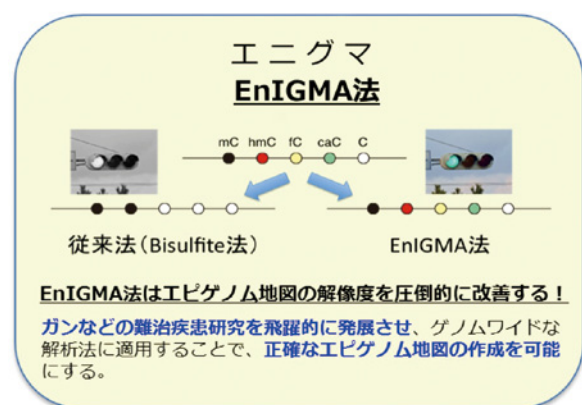 エニグマ
EnIGMA法
mC hmC fC caC C
従来法（Bisulfite法）
EnIGMA法
EnIGMA法はエピゲノム地図の解像度を圧倒的に改善する！
ガンなどの難治疾患研究を飛躍的に発展させ、ゲノムワイドな
解析法に適用することで、正確なエピゲノム地図の作成を可能
にする。